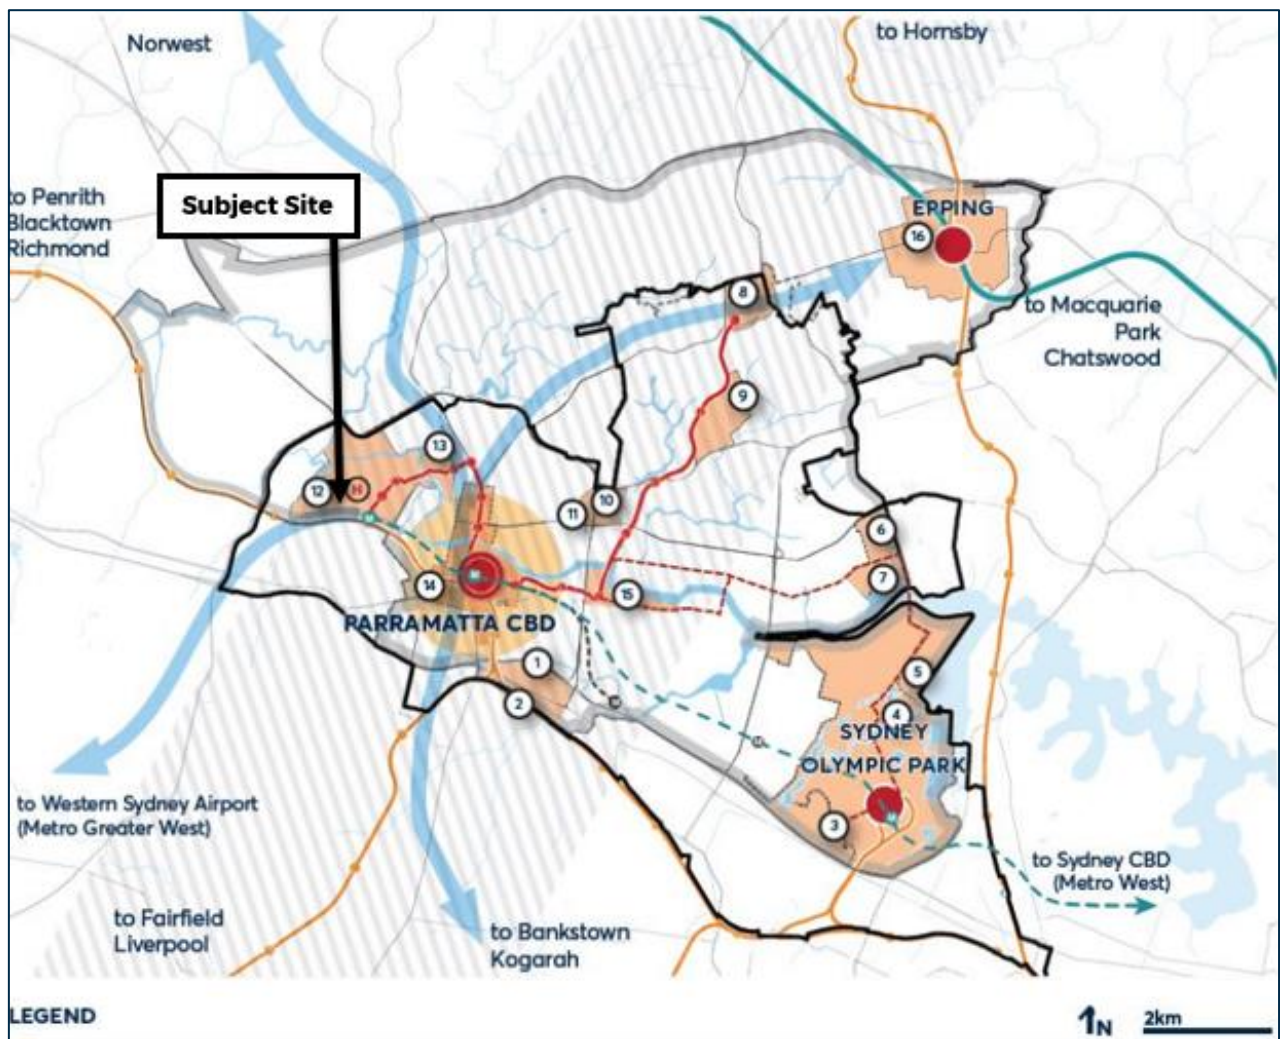 Norwest
to Hornsby
to Penrith
Blacktown
Richmond
Subject Site
EPPING
16
8
to Macquarie
Park
Chatswood
9
13
12
H
M
10
11
6
7
14
15
PARRAMATTA CBD
1
2
5
4
SYDNEY
OLYMPIC PARK
M
3
M
to Western Sydney Airport
(Metro Greater West)
to Sydney CBD
(Metro West)
to Fairfield
Liverpool
to Bankstown
Kogarah
LEGEND
1N
2km